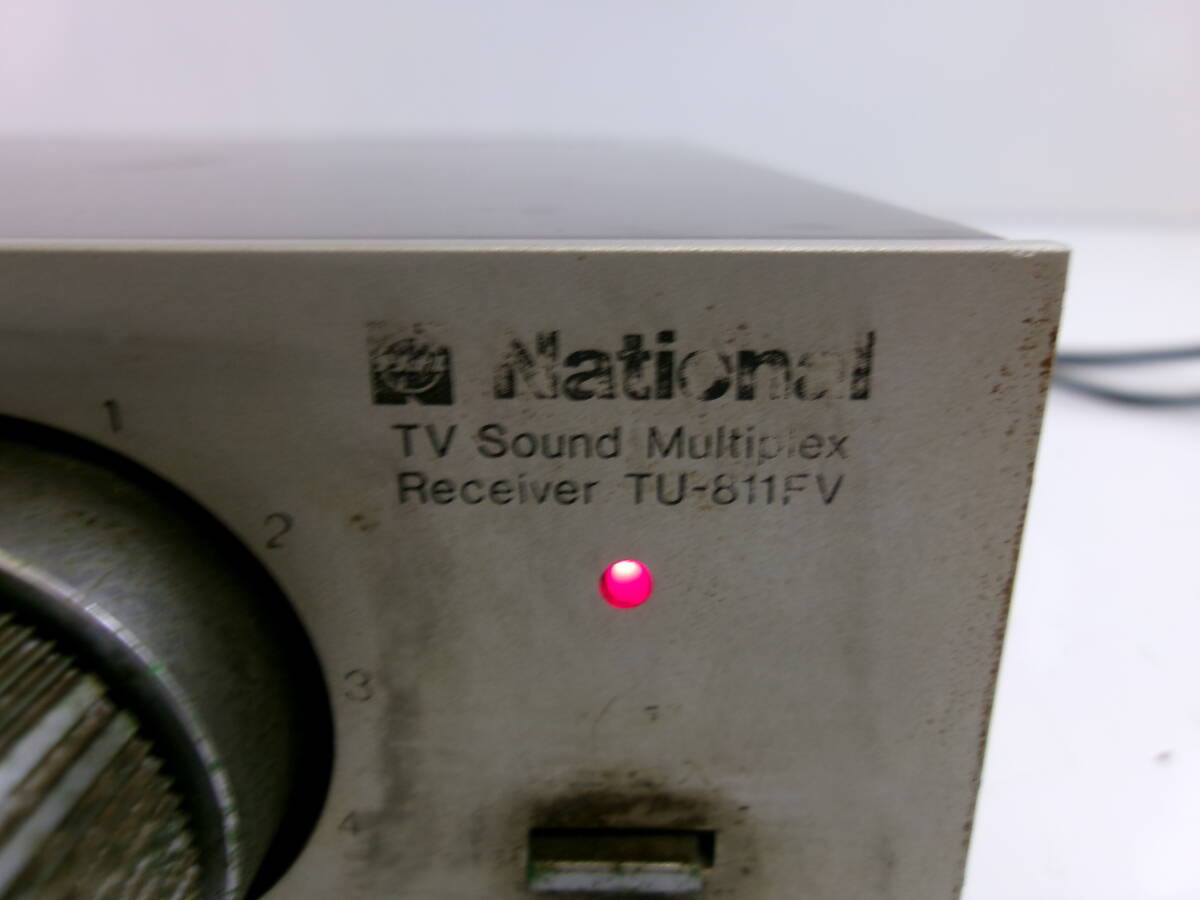 National
TV Sound Multiplex
Receiver TU-811FV
1
2
3
4